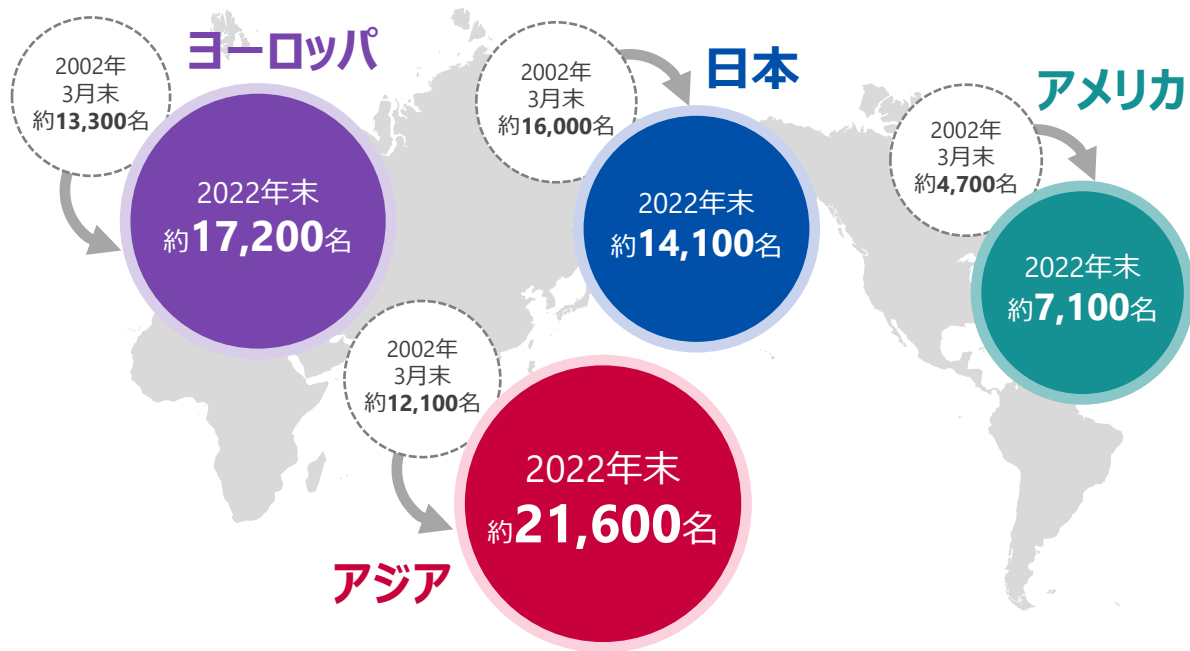 ヨーロッパ
2002年
3月末
約13,300名
2022年末
約17,200名
日本
2002年
3月末
約16,000名
2022年末
約14,100名
アメリカ
2002年
3月末
約4,700名
2022年末
約7,100名
2002年
3月末
約12,100名
2022年末
約21,600名
アジア